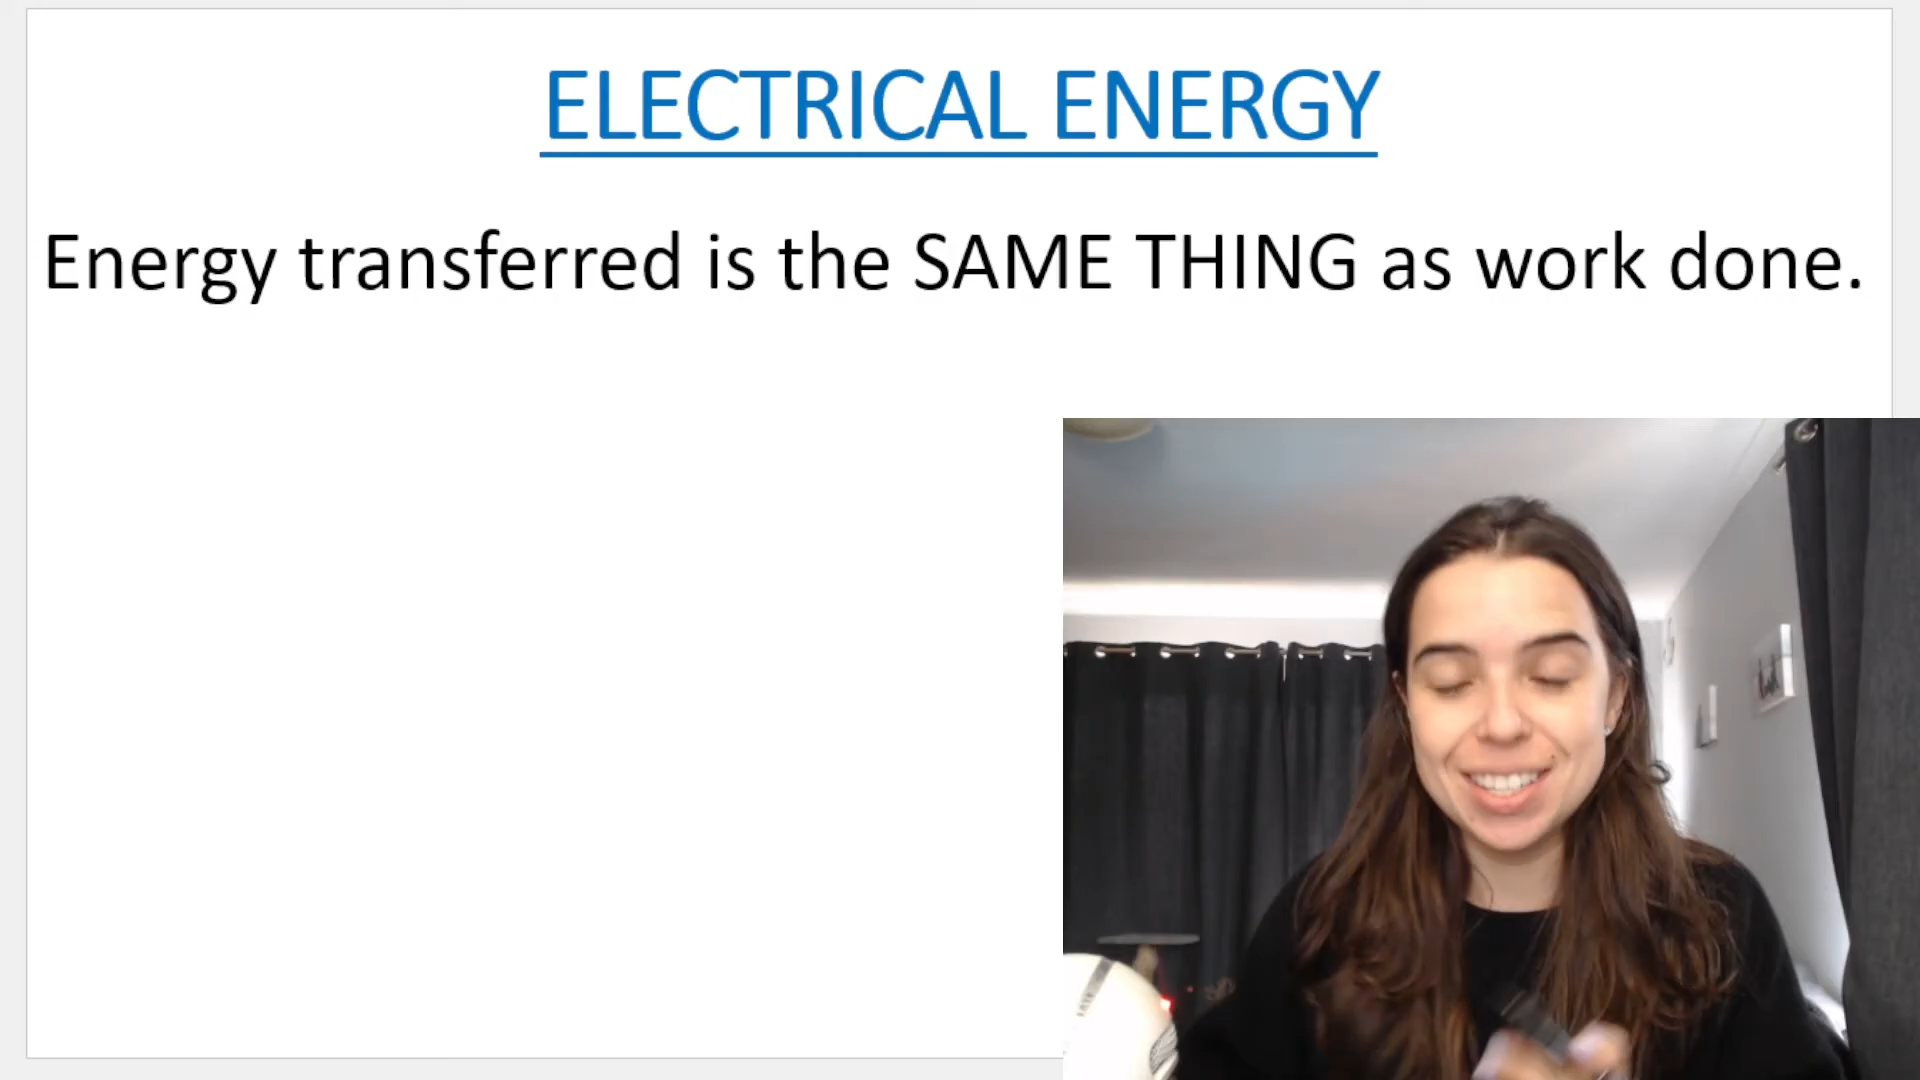 ELECTRICAL ENERGY
Energy transferred is the SAME THING as work done.